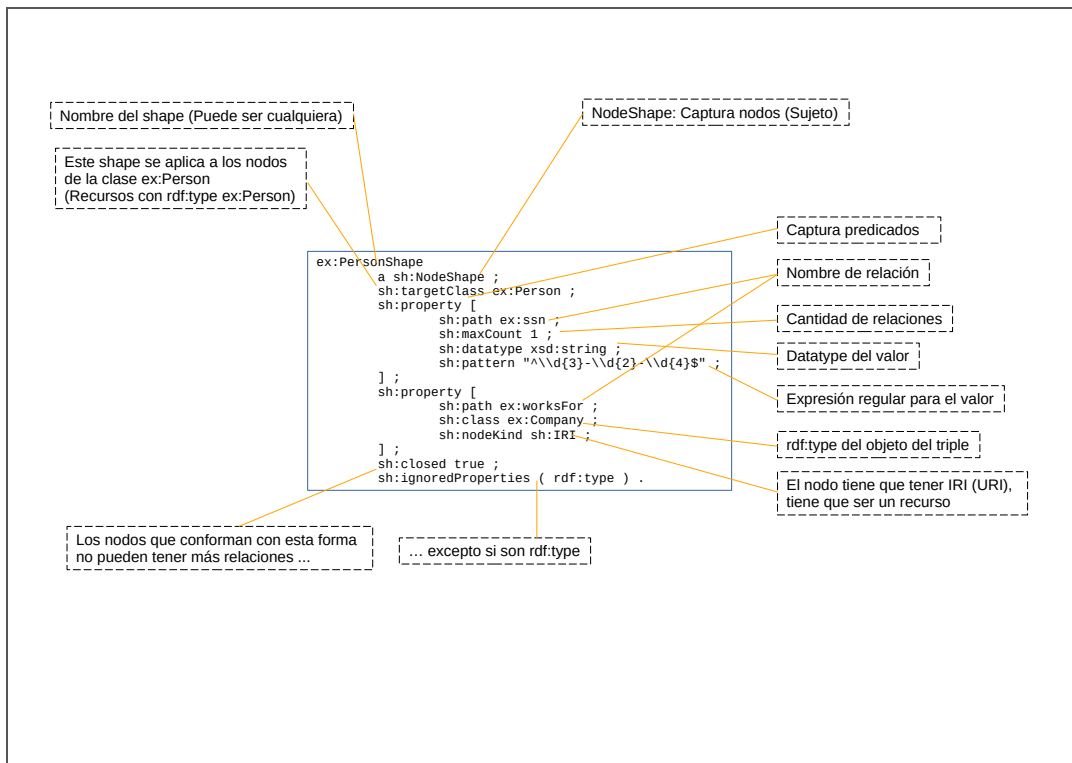 Nombre del shape (Puede ser cualquiera)
NodeShape: Captura nodos (Sujeto)
Este shape se aplica a los nodos
de la clase ex:Person
(Recursos con rdf:type ex:Person)
Captura predicados
Nombre de relación
Cantidad de relaciones
Datatype del valor
Expresión regular para el valor
rdf:type del objeto del triple
El nodo tiene que tener IRI (URI),
tiene que ser un recurso
ex:PersonShape
a sh:NodeShape ;
sh:targetClass ex:Person ;
sh:property [
sh:path ex:ssn ;
sh:maxCount 1 ;
sh:datatype xsd:string ;
sh:pattern "^\\d{3}-\\d{2}-\\d{4}$" ;
] ;
sh:property [
sh:path ex:worksFor ;
sh:class ex:Company ;
sh:nodeKind sh:IRI ;
] ;
sh:closed true ;
sh:ignoredProperties ( rdf:type ) .
Los nodos que conforman con esta forma
no pueden tener más relaciones ...
… excepto si son rdf:type